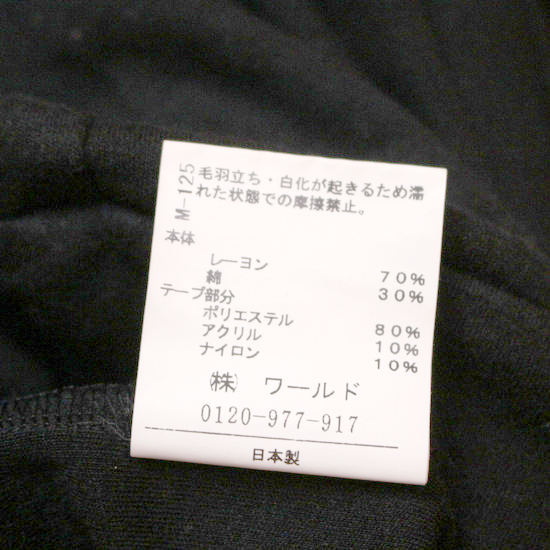 M-125
毛羽立ち・白化が起きるため濡
れた状態での摩擦禁止。
本体
レーヨン 70%
綿 30%
テープ部分
ポリエステル 80%
アクリル 10%
ナイロン 10%
㈱ ワールド
0120-977-917
日本製